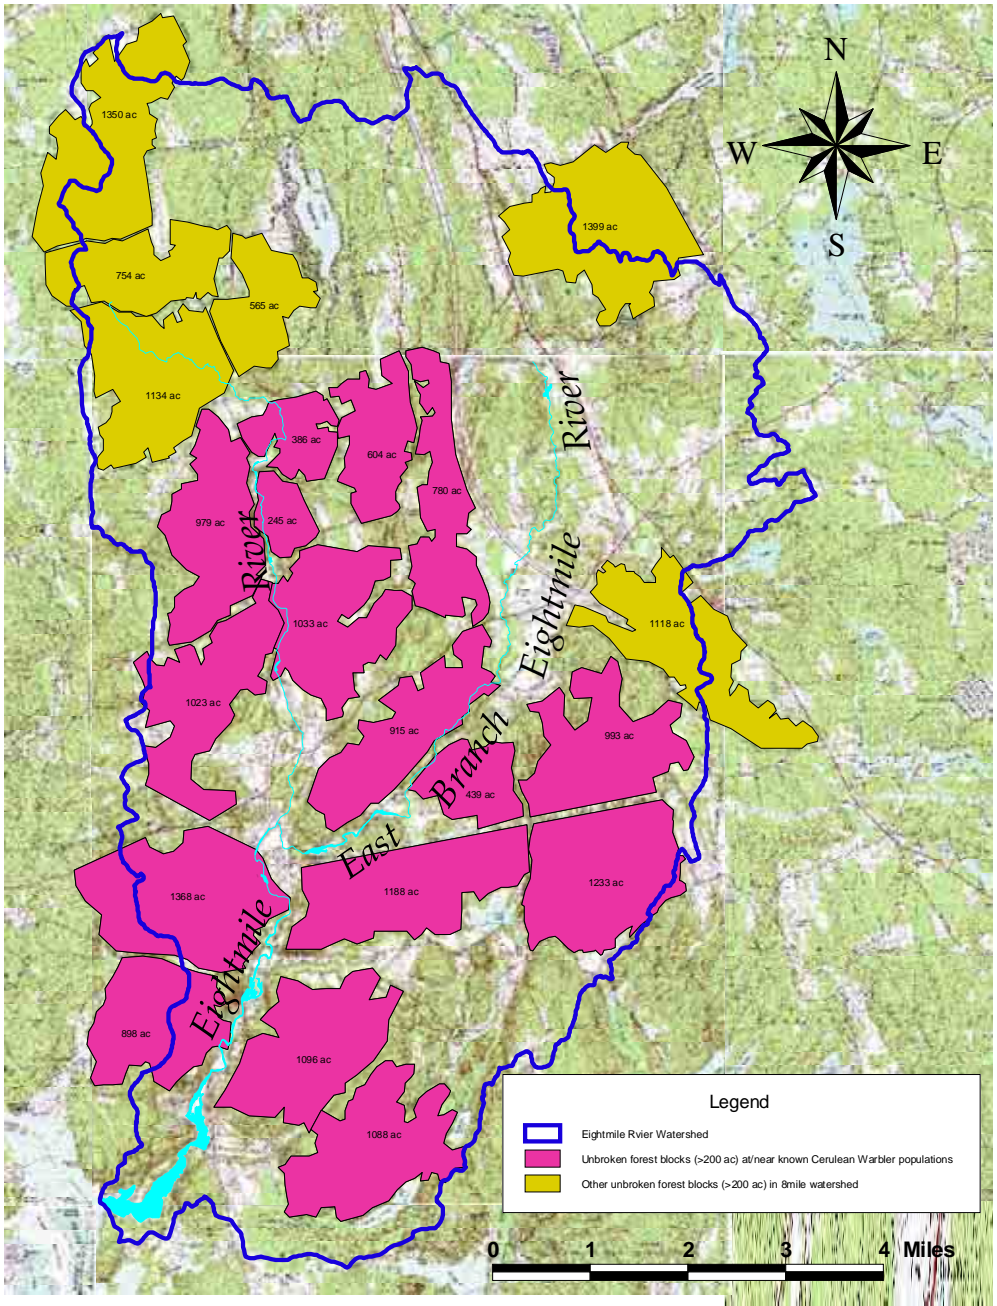 N
W E
S
1350 ac
1399 ac
754 ac
565 ac
1134 ac
River
386 ac
604 ac
780 ac
979 ac
245 ac
River
Eightmile
1033 ac
1118 ac
1023 ac
915 ac
993 ac
Branch
439 ac
East
1368 ac
1188 ac
1233 ac
Eightmile
898 ac
1096 ac
1088 ac
Legend
Eightmile Rvier Watershed
Unbroken forest blocks (>200 ac) at/near known Cerulean Warbler populations
Other unbroken forest blocks (>200 ac) in 8mile watershed
0 1 2 3 4 Miles